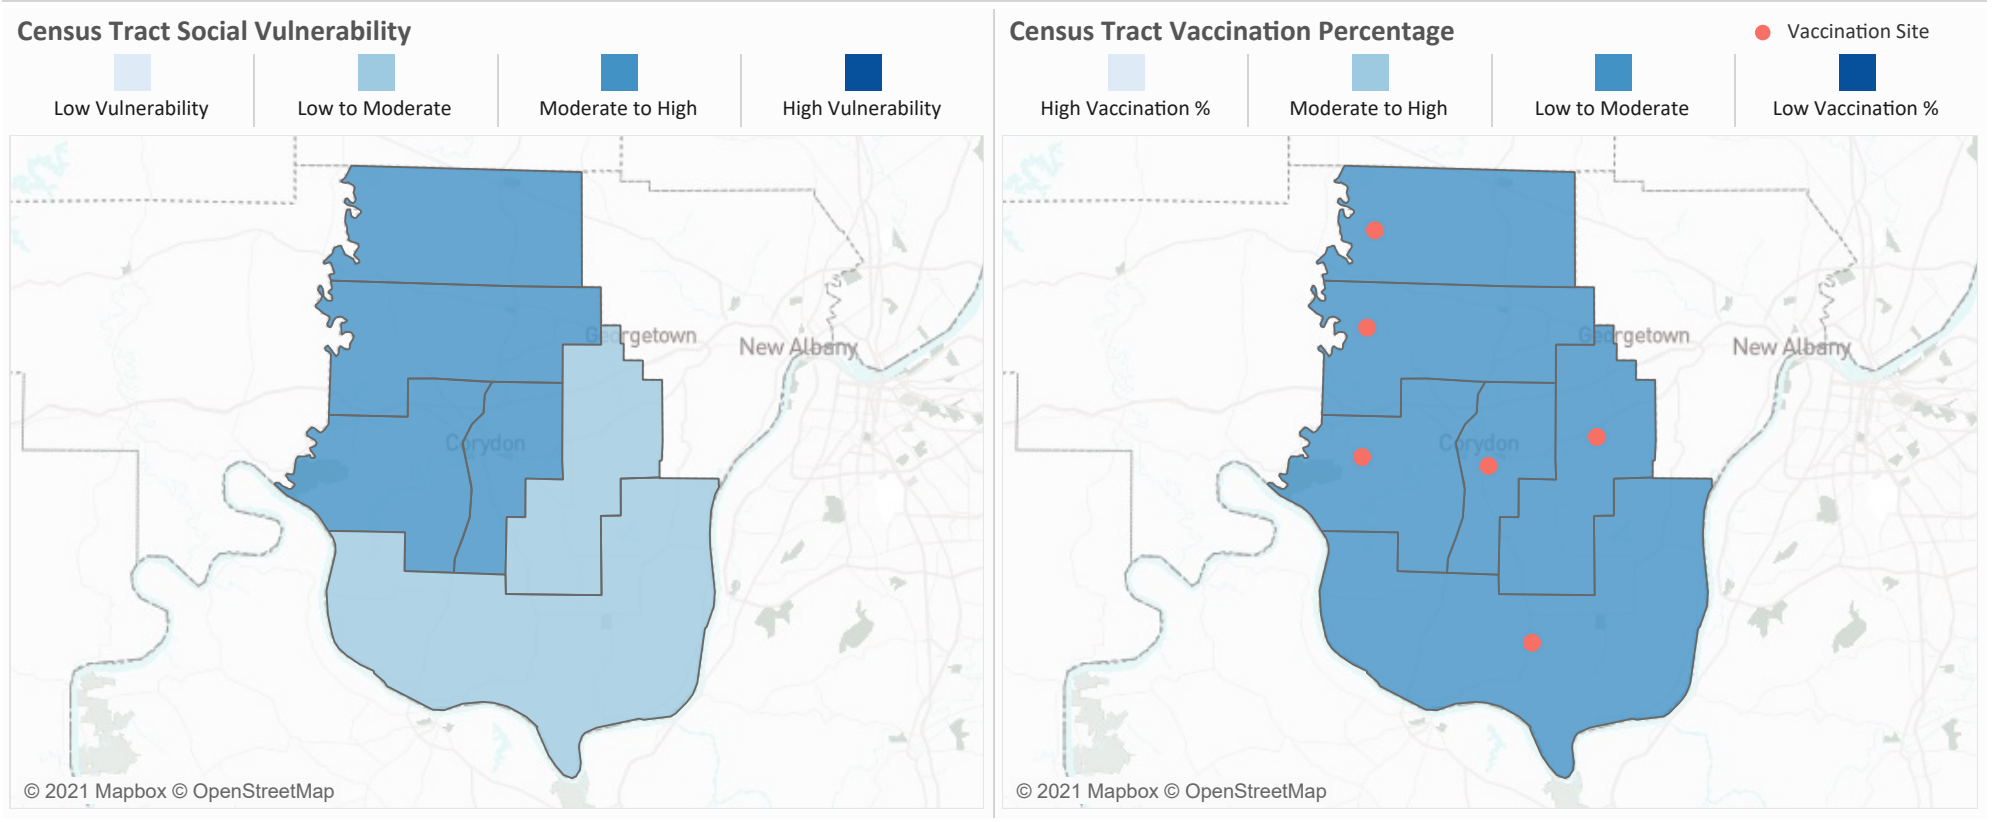 Census Tract Social Vulnerability
Low Vulnerability
Low to Moderate
Moderate to High
High Vulnerability
Georgetown
New Albany
Corydon
© 2021 Mapbox © OpenStreetMap
Census Tract Vaccination Percentage
Vaccination Site
High Vaccination %
Moderate to High
Low to Moderate
Low Vaccination %
Georgetown
New Albany
Corydon
© 2021 Mapbox © OpenStreetMap